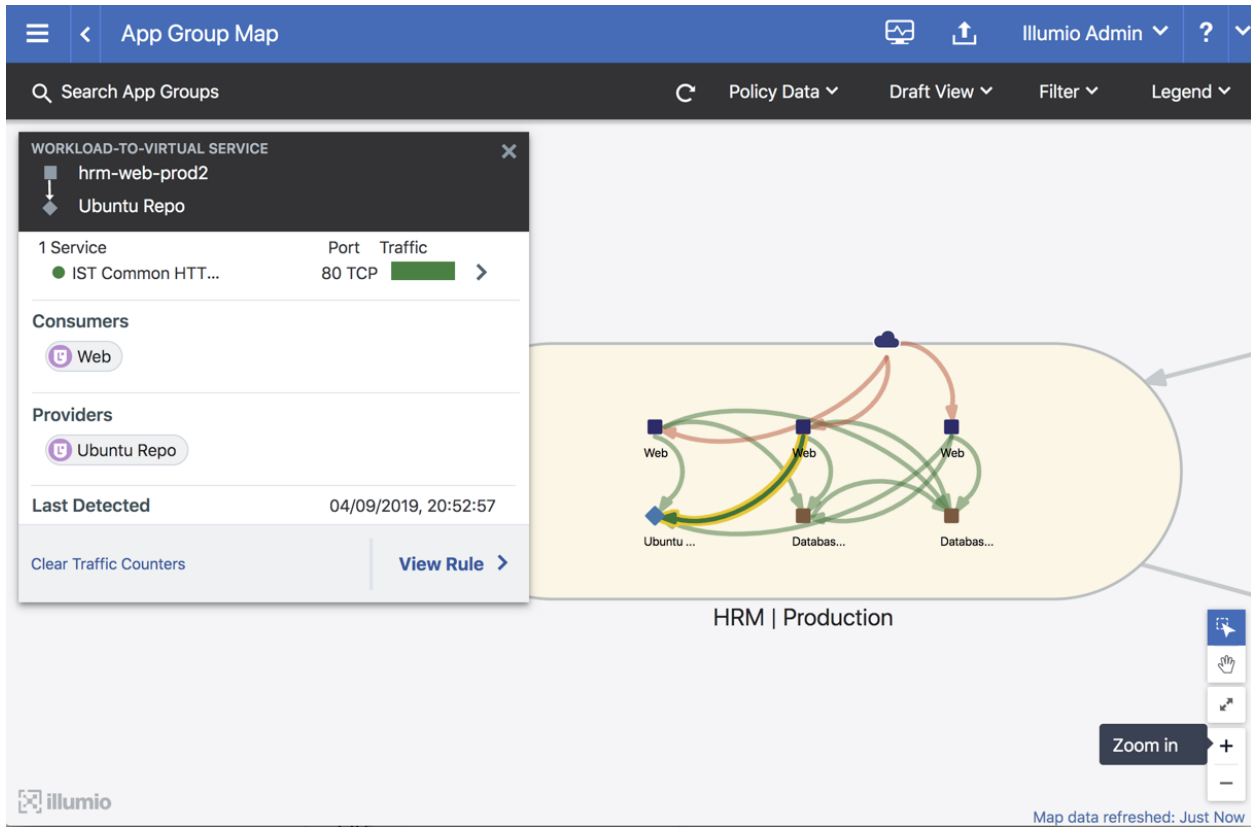 App Group Map
Illumio Admin
?
Search App Groups
Policy Data
Draft View
Filter
Legend
WORKLOAD-TO-VIRTUAL SERVICE
hrm-web-prod2
Ubuntu Repo
1 Service Port Traffic
IST Common HTT... 80 TCP
Consumers
Web
Providers
Ubuntu Repo
Last Detected 04/09/2019, 20:52:57
Clear Traffic Counters
View Rule
Web
Web
Web
Ubuntu ...
Databas...
Databas...
HRM | Production
Zoom in
+
−
illumio
Map data refreshed: Just Now